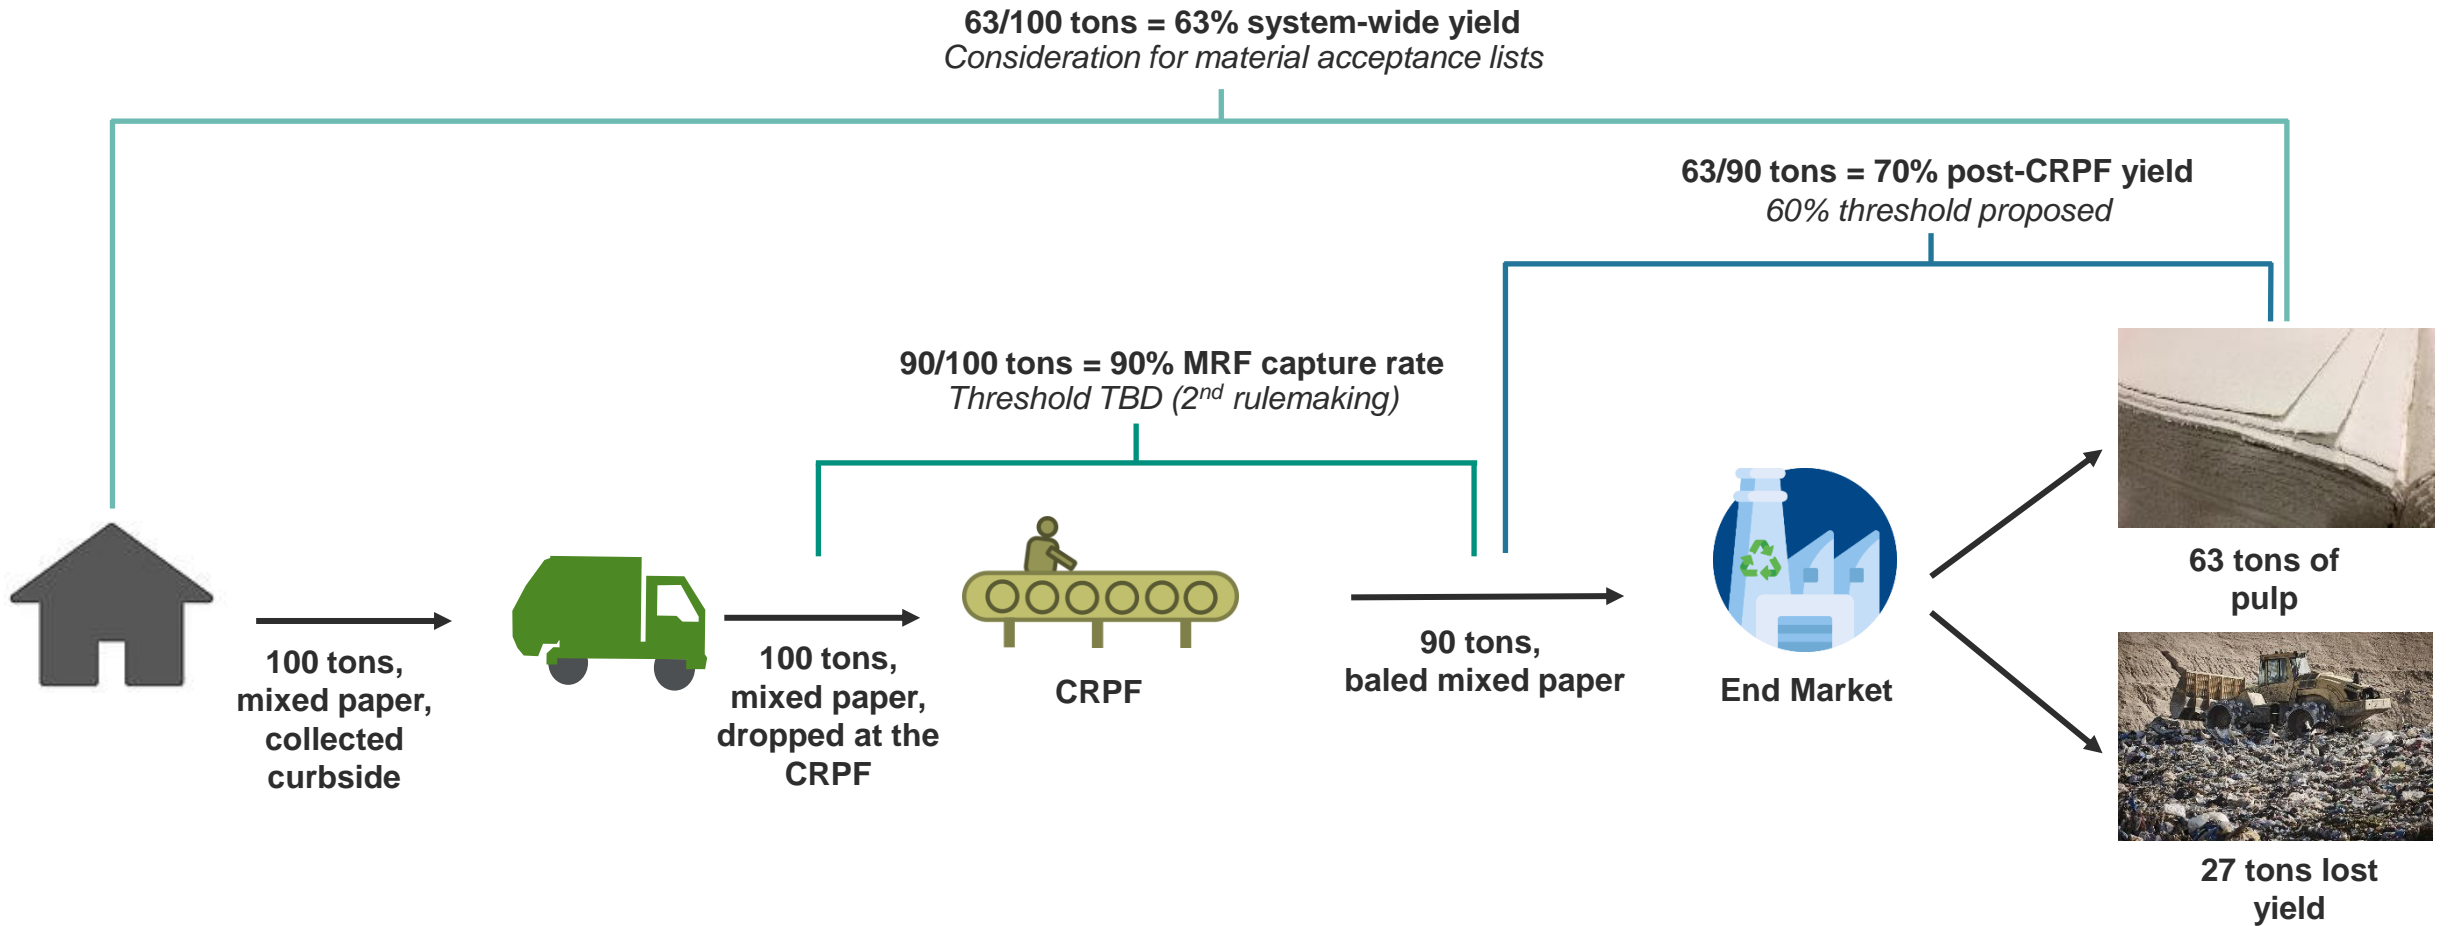 63/100 tons = 63% system-wide yield
Consideration for material acceptance lists
63/90 tons = 70% post-CRPF yield
60% threshold proposed
90/100 tons = 90% MRF capture rate
Threshold TBD (2nd rulemaking)
100 tons,
mixed paper,
collected
curbside
100 tons,
mixed paper,
dropped at the
CRPF
CRPF
90 tons,
baled mixed paper
End Market
63 tons of
pulp
27 tons lost
yield